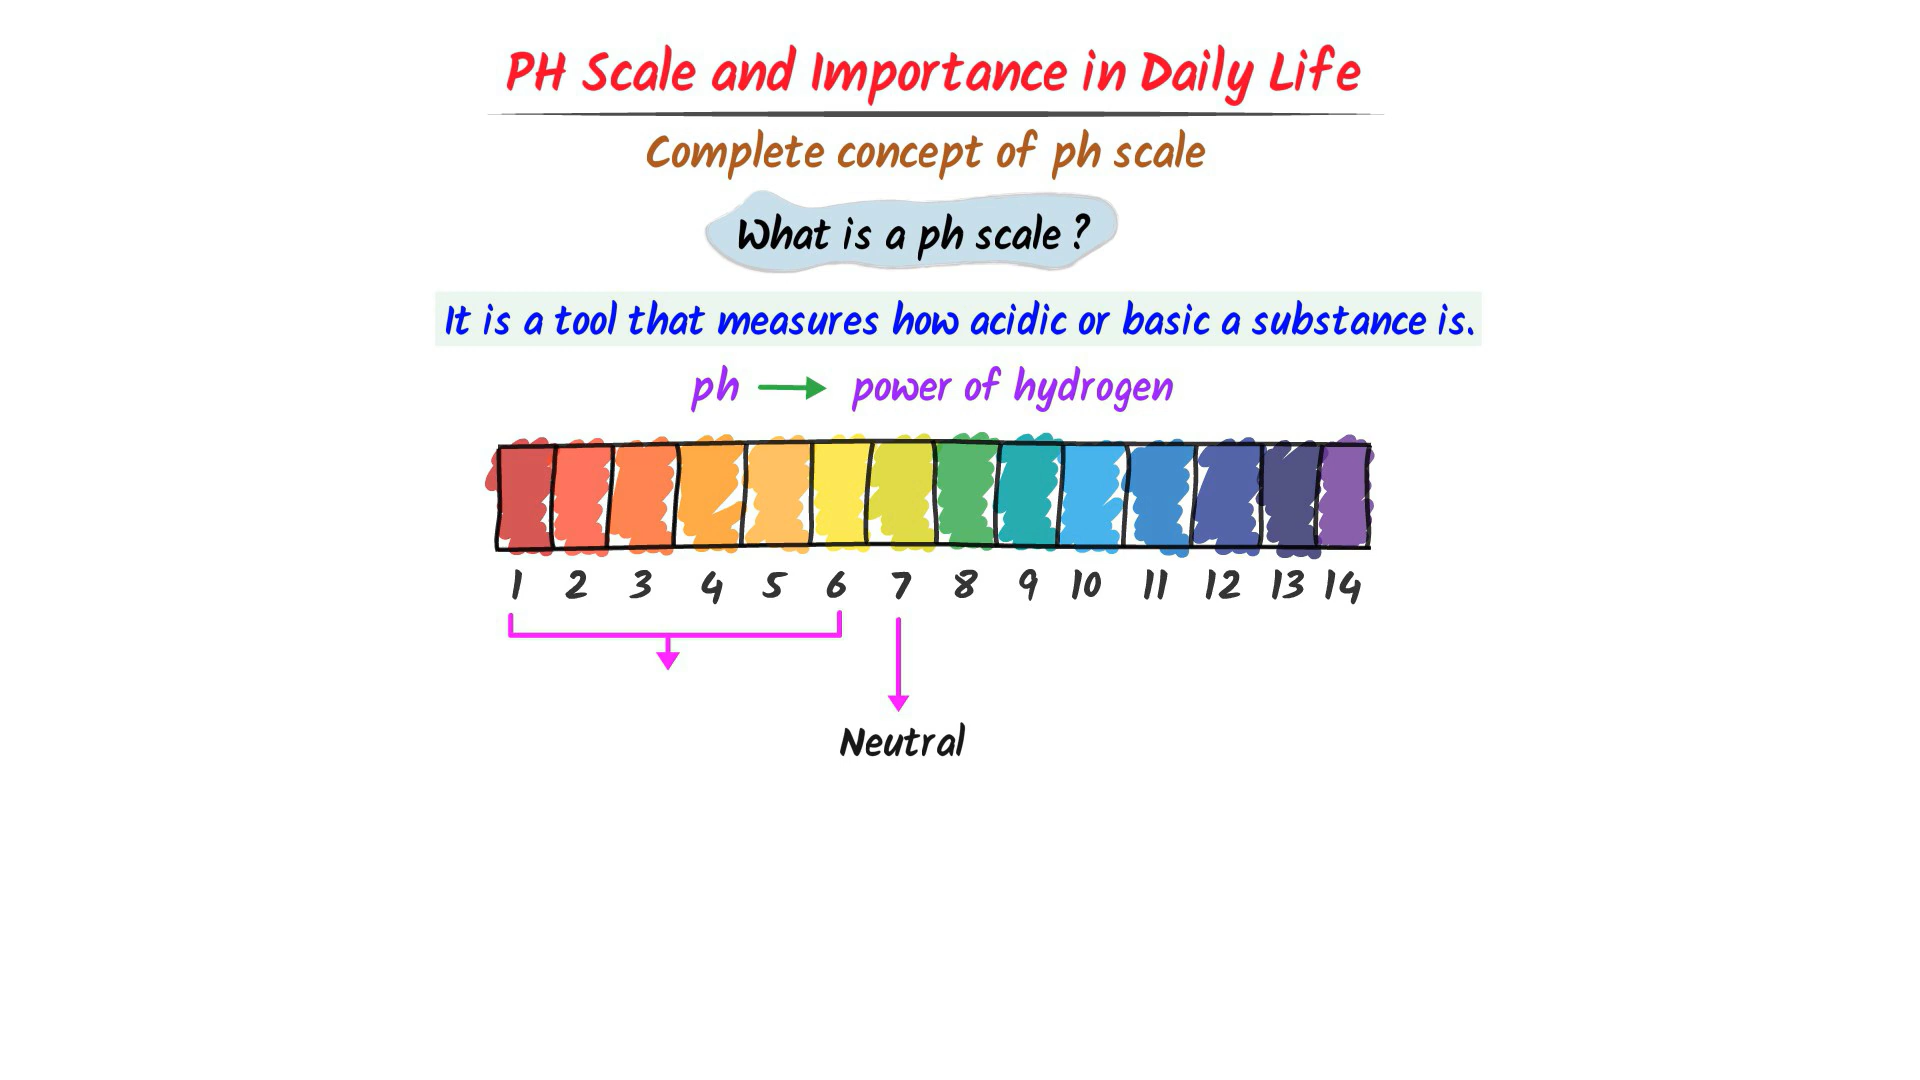 PH Scale and Importance in Daily Life
Complete concept of ph scale
What is a ph scale ?
It is a tool that measures how acidic or basic a substance is.
ph → power of hydrogen
1 2 3 4 5 6 7 8 9 10 11 12 13 14
Neutral